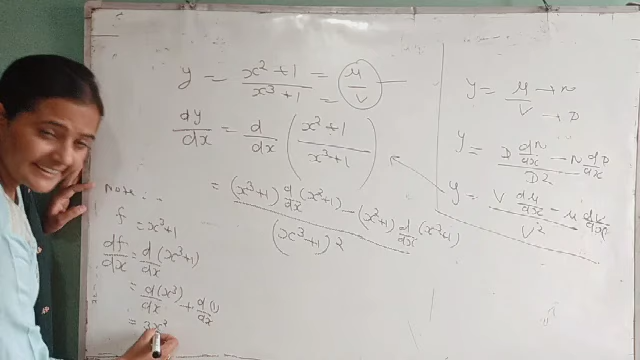 y = x² + 1 / x³ + 1 = μ / v
dy/dx = d/dx ( x² + 1 / x³ + 1 )
= (x³+1) d/dx (x²+1) - (x²+1) d/dx (x³+1) / (x³+1)2
Note..
f = x³+1
df/dx = d/dx (x³+1)
= d(x³)/dx + d(1)/dx
= 3x²
y = μ/v → N → D
y = D dN/dx - N dD/dx / D2
y = v dμ/dx - μ dv/dx / v²